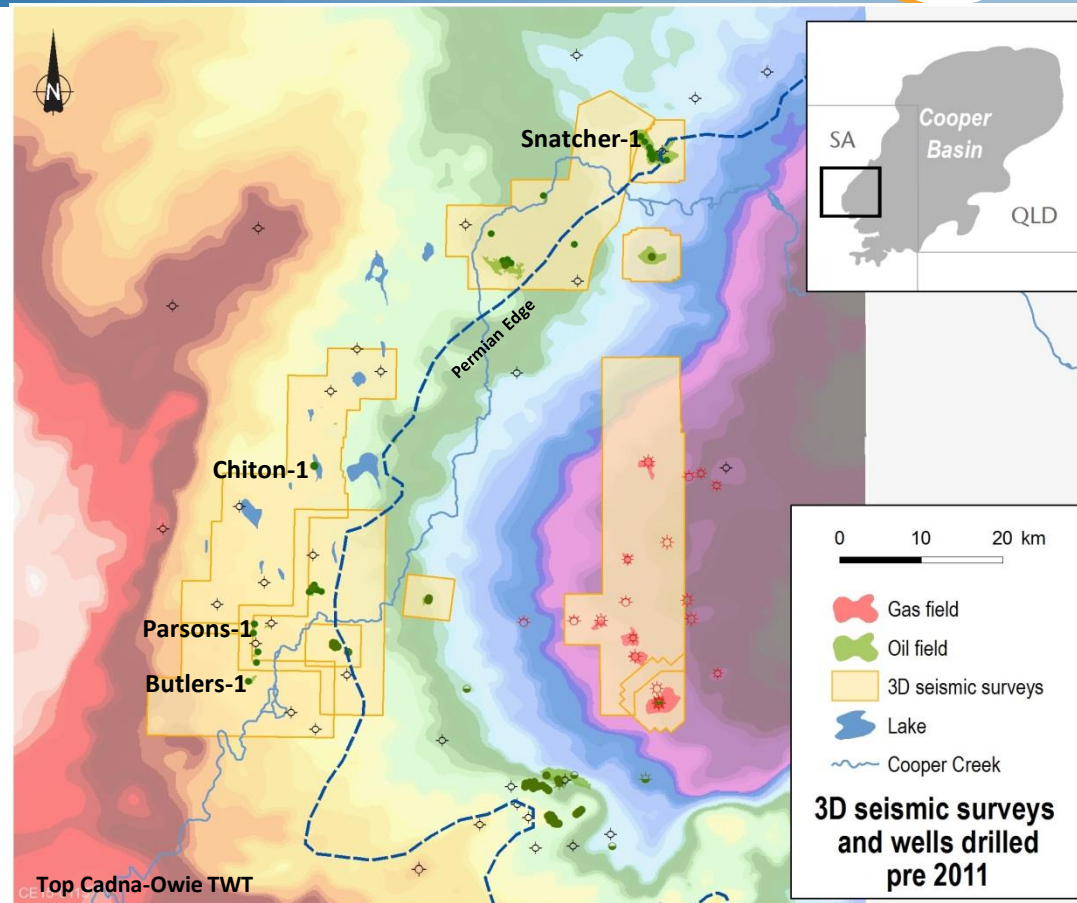 N
Snatcher-1
SA
Cooper
Basin
QLD
Permian Edge
Chiton-1
Parsons-1
Butlers-1
0 10 20 km
Gas field
Oil field
3D seismic surveys
Lake
Cooper Creek
3D seismic surveys
and wells drilled
pre 2011
Top Cadna-Owie TWT